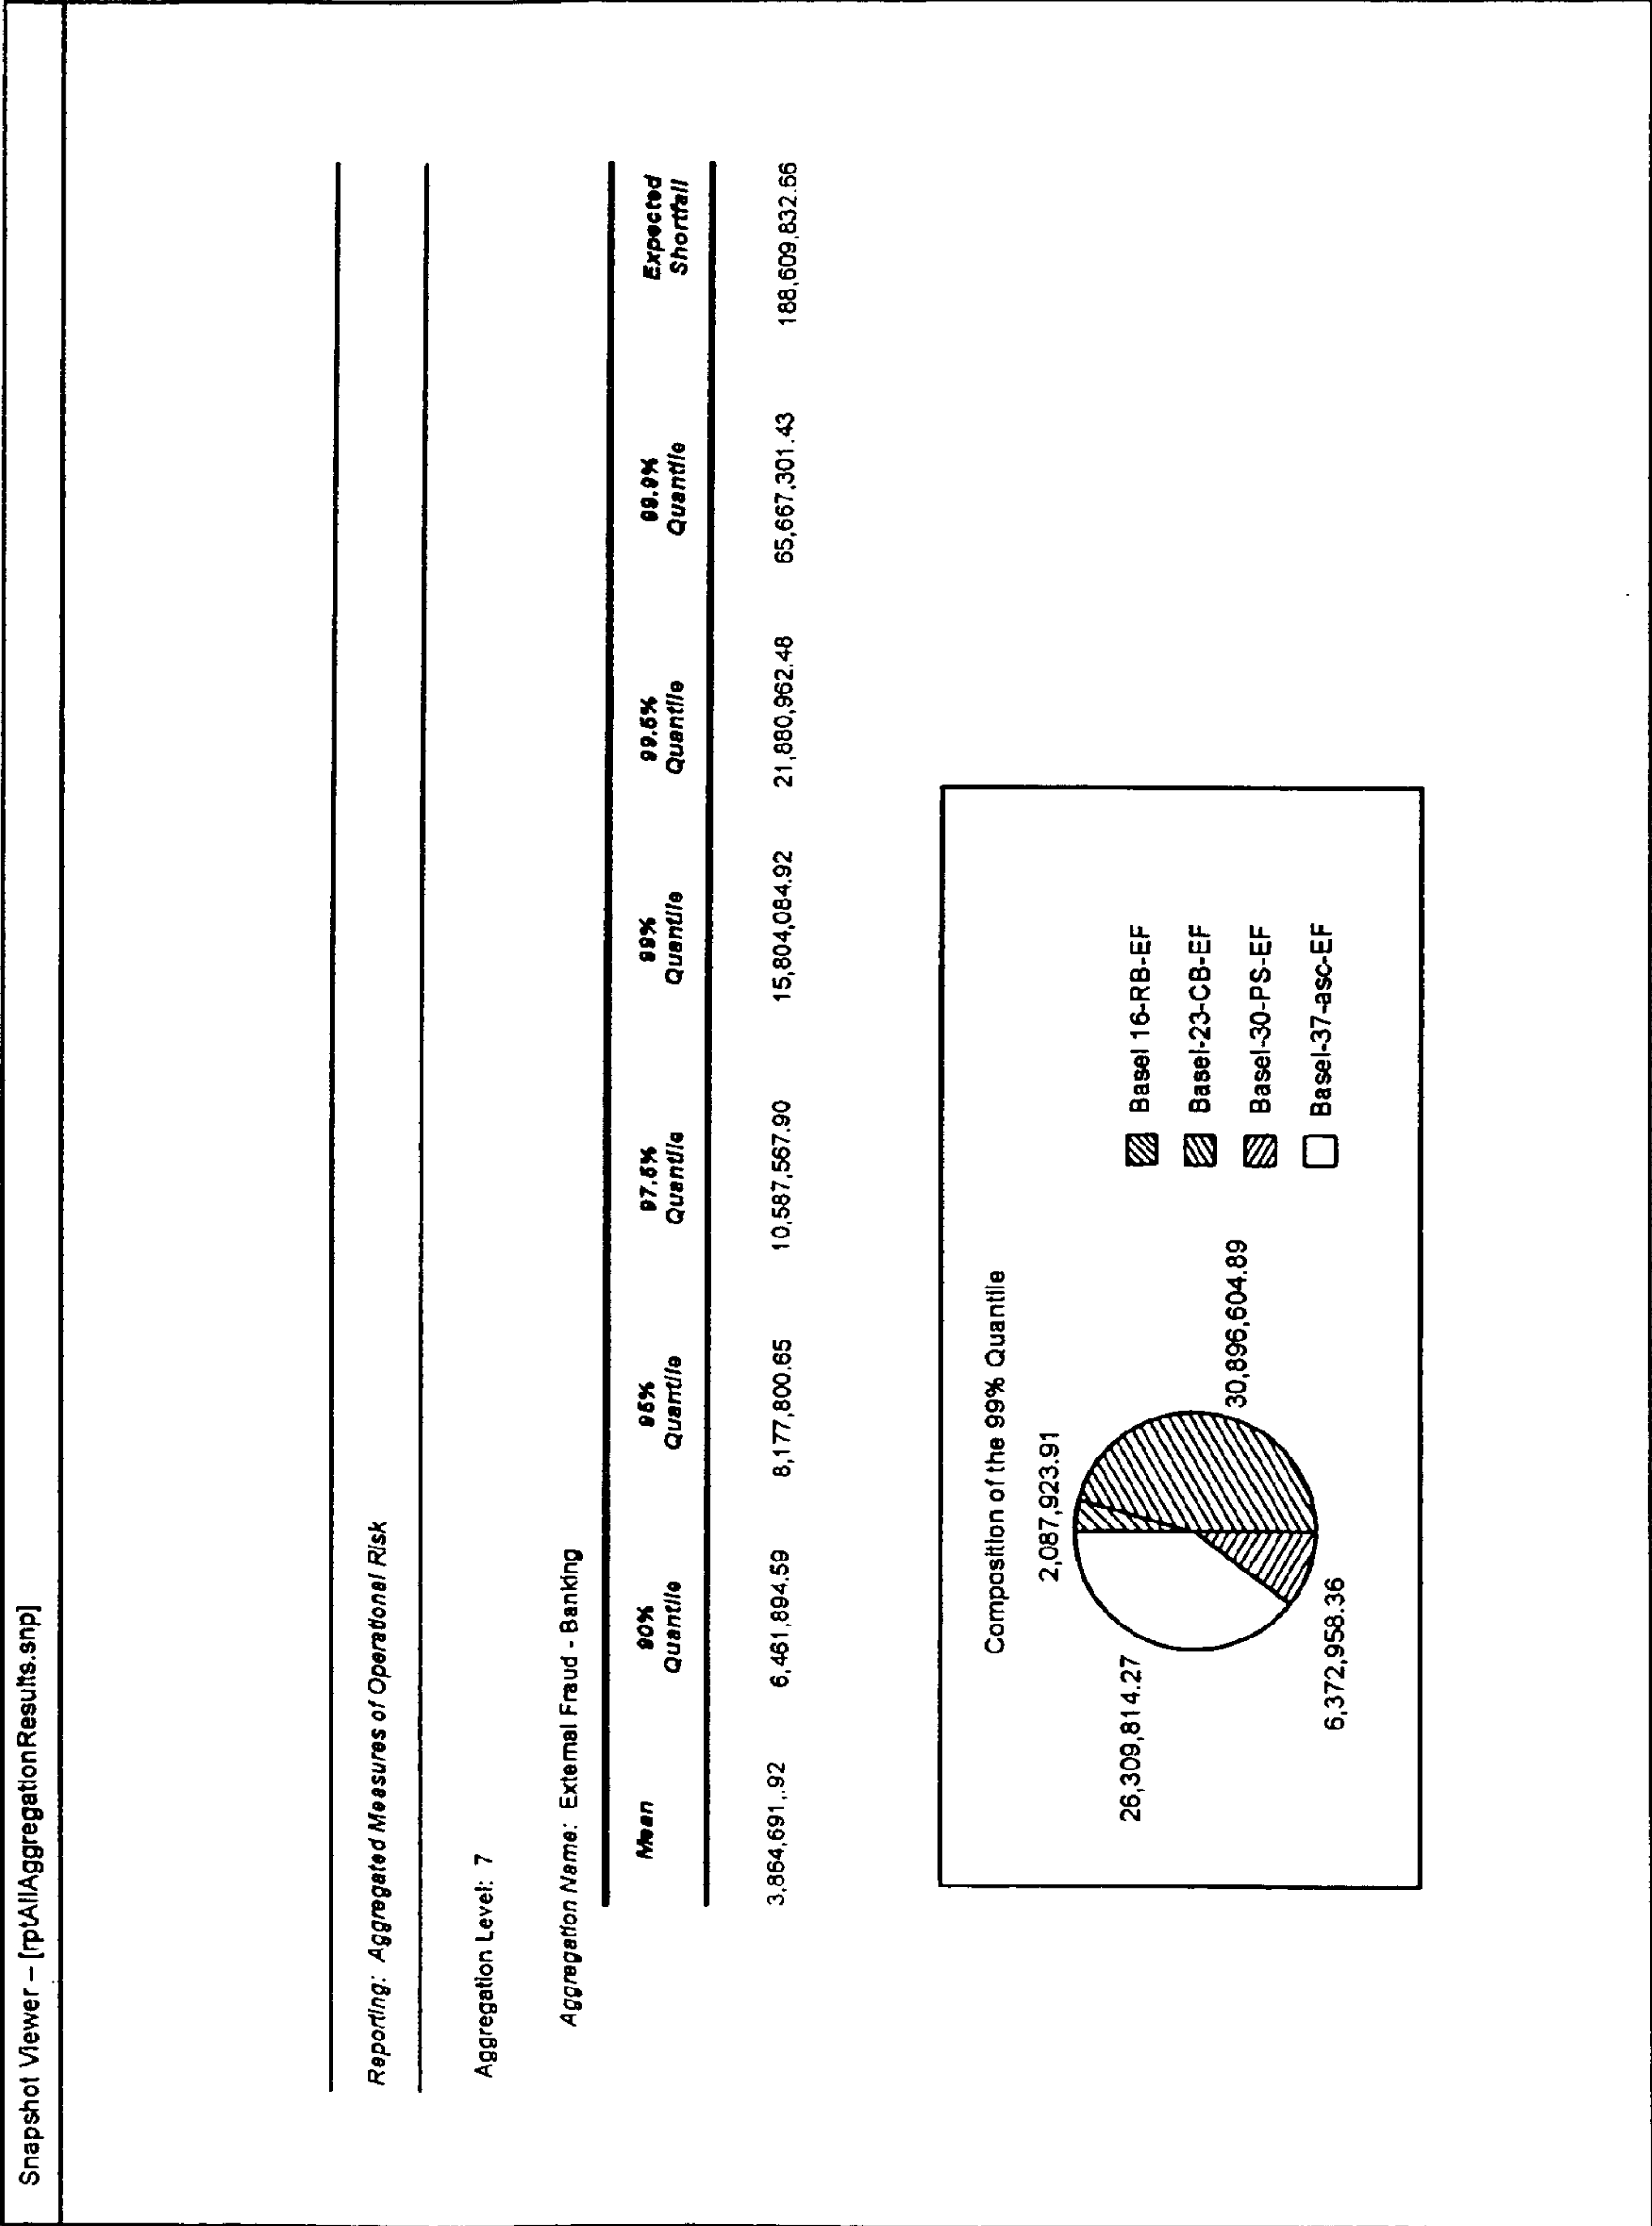 Snapshot Viewer – [rptAllAggregationResults.snp]
Reporting: Aggregated Measures of Operational Risk
Aggregation Level: 7
Aggregation Name: External Fraud - Banking
Mean 90% Quantile 95% Quantile 97.5% Quantile 99% Quantile 99.5% Quantile 99.9% Quantile Expected Shortfall
3,864,691,.92 6,461,894.59 8,177,800.65 10,587,567.90 15,804,084.92 21,880,962.48 65,667,301.43 188,609,832.66
Composition of the 99% Quantile
2,087,923.91
26,309,814.27
30,896,604.89
6,372,958.36
Basel 16-RB-EF
Basel-23-CB-EF
Basel-30-PS-EF
Basel-37-asc-EF